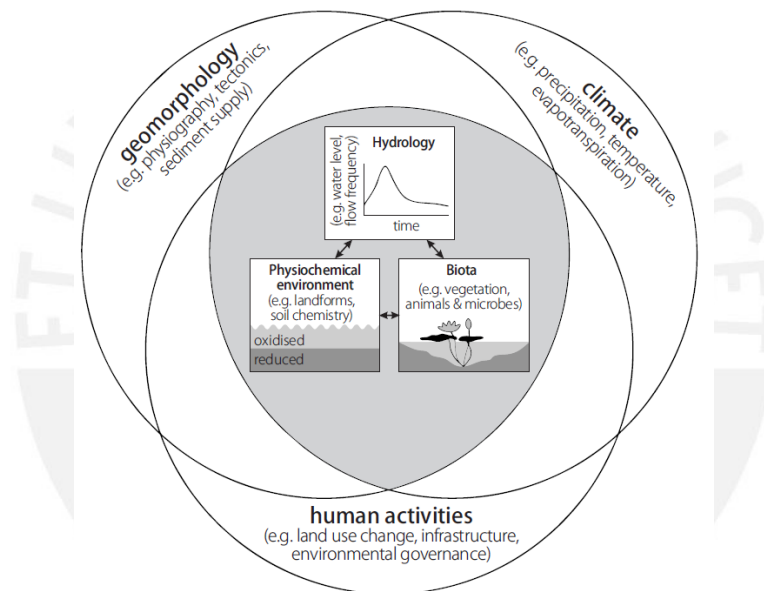 geomorphology
(e.g. physiography, tectonics,
sediment supply)
climate
(e.g. precipitation, temperature,
evapotranspiration)
Hydrology
(e.g. water level,
flow frequency)
time
Physiochemical
environment
(e.g. landforms,
soil chemistry)
oxidised
reduced
Biota
(e.g. vegetation,
animals & microbes)
human activities
(e.g. land use change, infrastructure,
environmental governance)